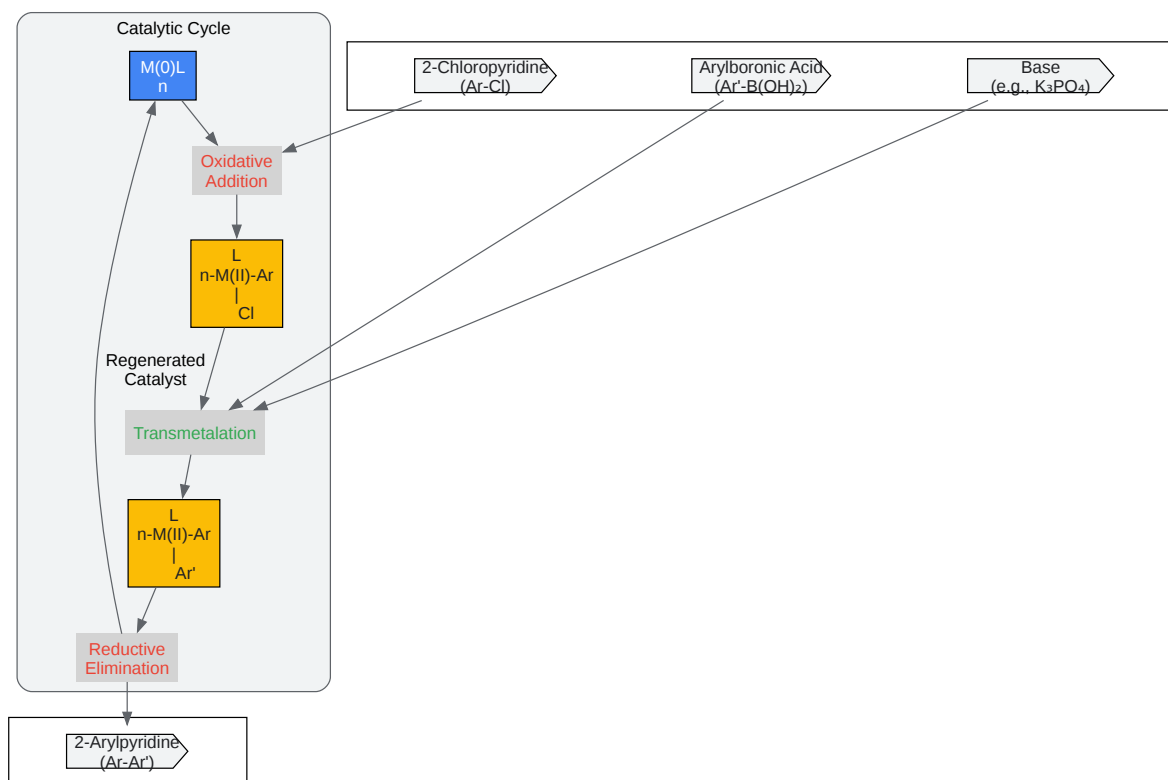 Catalytic Cycle
M(0)L
n
2-Chloropyridine
(Ar-Cl)
Arylboronic Acid
(Ar'-B(OH)₂)
Base
(e.g., K₃PO₄)
Oxidative
Addition
L
n-M(II)-Ar
|
Cl
Regenerated
Catalyst
Transmetalation
L
n-M(II)-Ar
|
Ar'
Reductive
Elimination
2-Arylpyridine
(Ar-Ar')